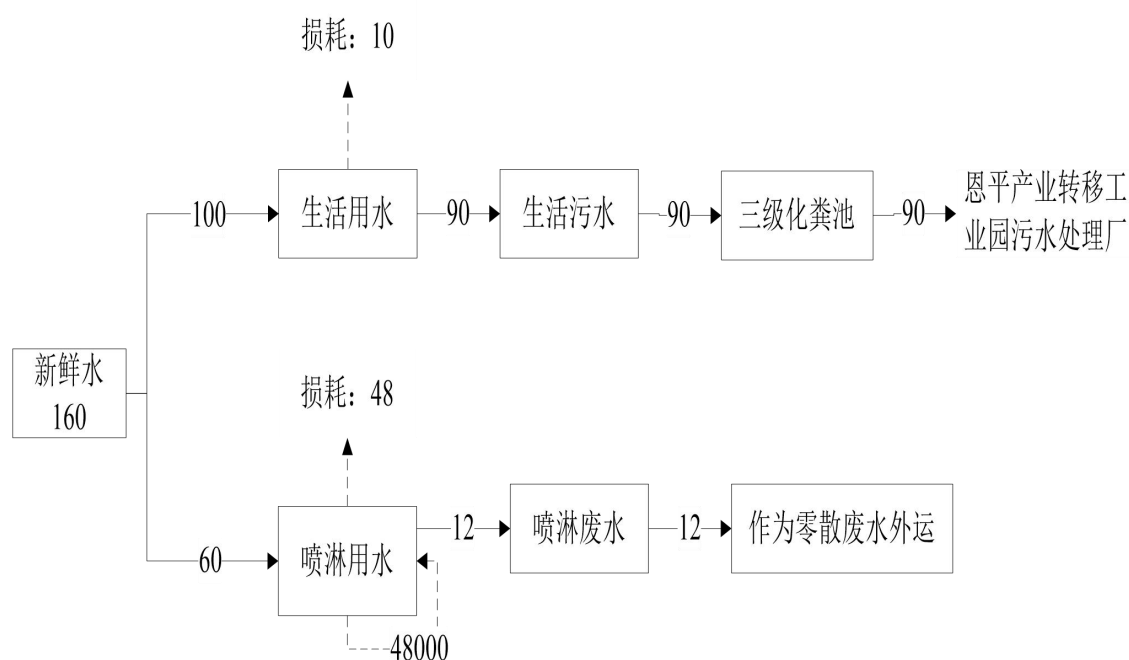 损耗：10
100
生活用水
90
生活污水
90
三级化粪池
90
恩平产业转移工
业园污水处理厂
新鲜水
160
损耗：48
60
喷淋用水
12
喷淋废水
12
作为零散废水外运
48000